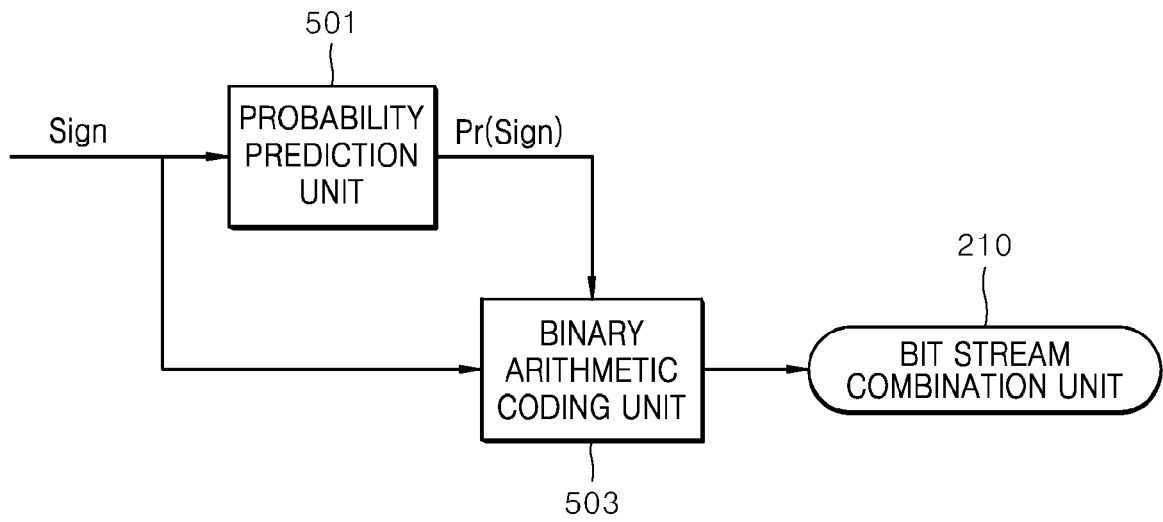 501
Sign
PROBABILITY
PREDICTION
UNIT
Pr(Sign)
210
BINARY
ARITHMETIC
CODING UNIT
BIT STREAM
COMBINATION UNIT
503